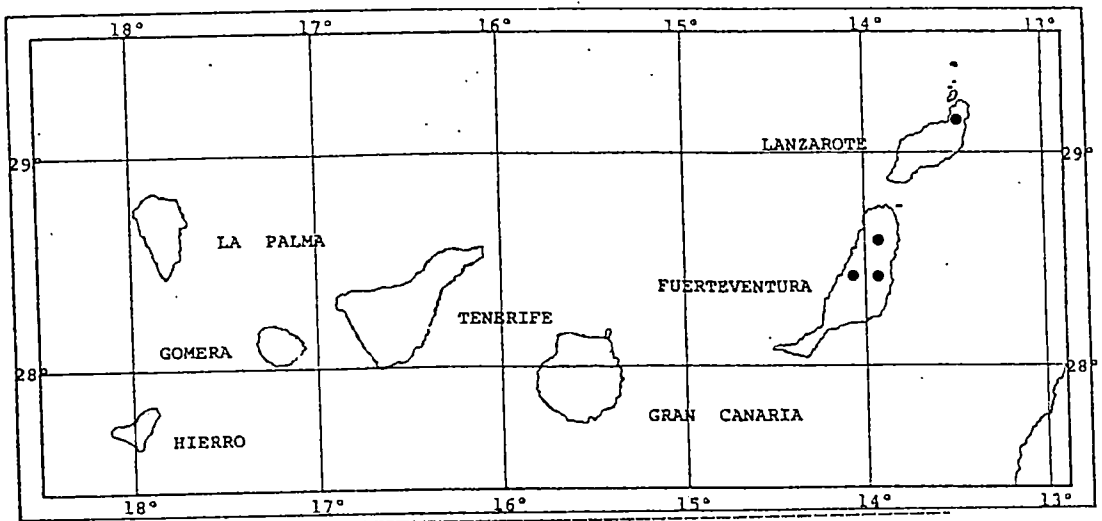 18° 17° 16° 15° 14° 13°
LANZAROTE
29° 29°
LA PALMA
FUERTEVENTURA
TENERIFE
GOMERA
28° 28°
GRAN CANARIA
HIERRO
18° 17° 16° 15° 14° 13°